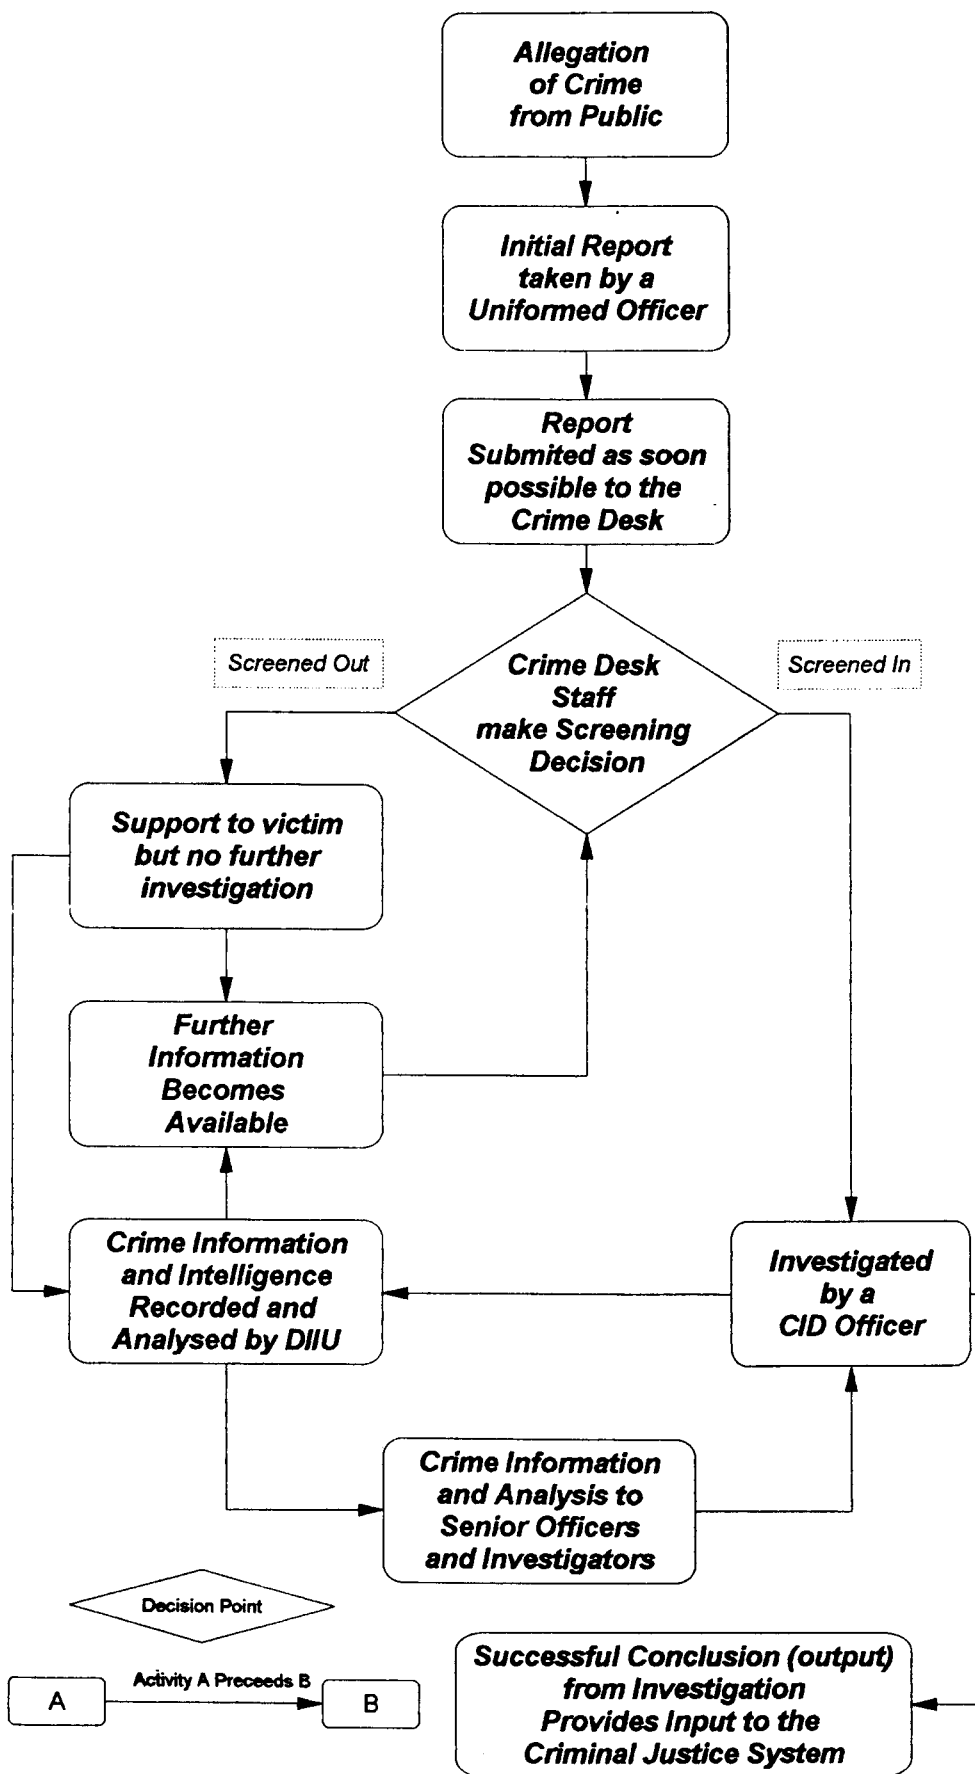 Allegation
of Crime
from Public
Initial Report
taken by a
Uniformed Officer
Report
Submited as soon
possible to the
Crime Desk
Screened Out
Crime Desk
Staff
make Screening
Decision
Screened In
Support to victim
but no further
investigation
Further
Information
Becomes
Available
Crime Information
and Intelligence
Recorded and
Analysed by DIIU
Investigated
by a
CID Officer
Crime Information
and Analysis to
Senior Officers
and Investigators
Decision Point
A
Activity A Preceeds B
B
Successful Conclusion (output)
from Investigation
Provides Input to the
Criminal Justice System